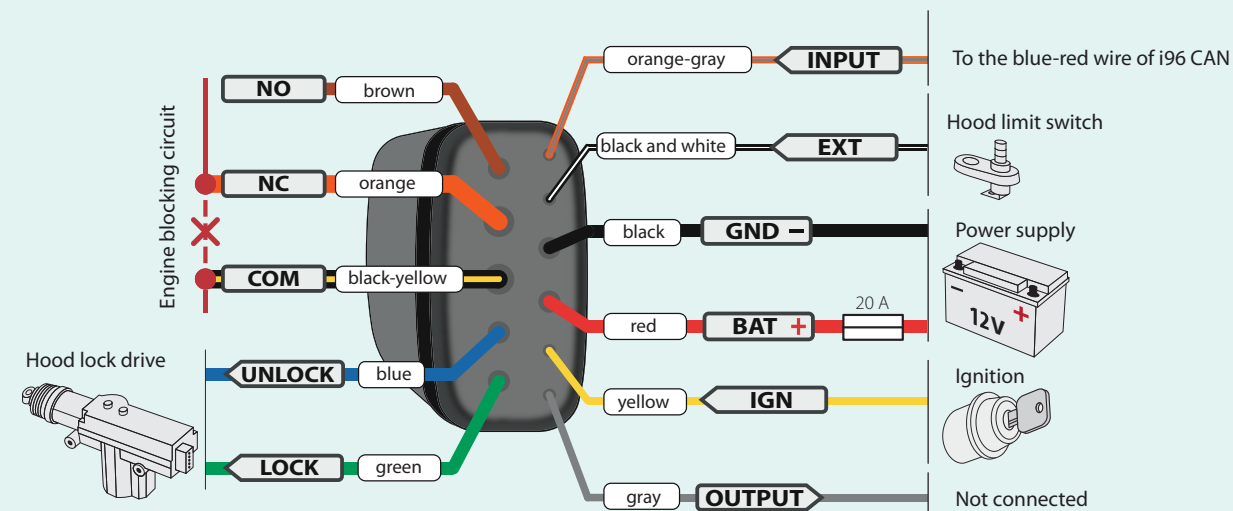 NO
brown
NC
orange
COM
black-yellow
Engine blocking circuit
Hood lock drive
UNLOCK
blue
LOCK
green
orange-gray
INPUT
To the blue-red wire of i96 CAN
black and white
EXT
Hood limit switch
black
GND −
Power supply
red
BAT +
20 A
− +
12V
yellow
IGN
Ignition
gray
OUTPUT
Not connected